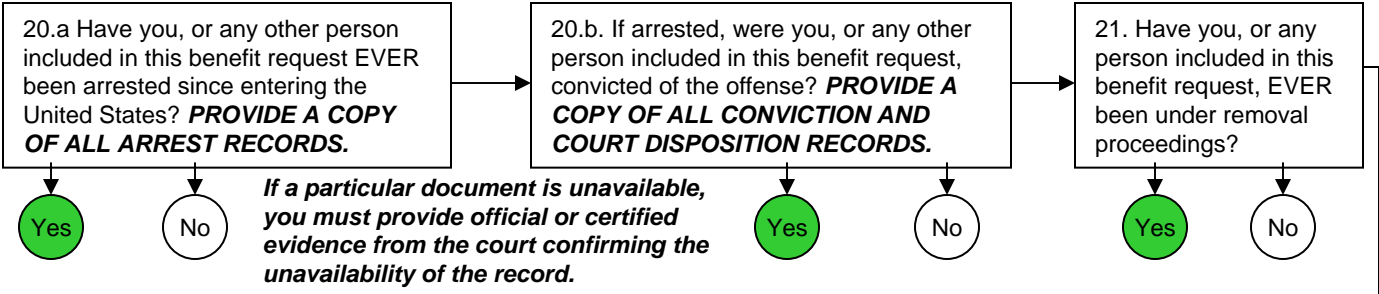 20.a Have you, or any other person
included in this benefit request EVER
been arrested since entering the
United States? PROVIDE A COPY
OF ALL ARREST RECORDS.
20.b. If arrested, were you, or any other
person included in this benefit request,
convicted of the offense? PROVIDE A
COPY OF ALL CONVICTION AND
COURT DISPOSITION RECORDS.
21. Have you, or any
person included in this
benefit request, EVER
been under removal
proceedings?
Yes
No
If a particular document is unavailable,
you must provide official or certified
evidence from the court confirming the
unavailability of the record.
Yes
No
Yes
No